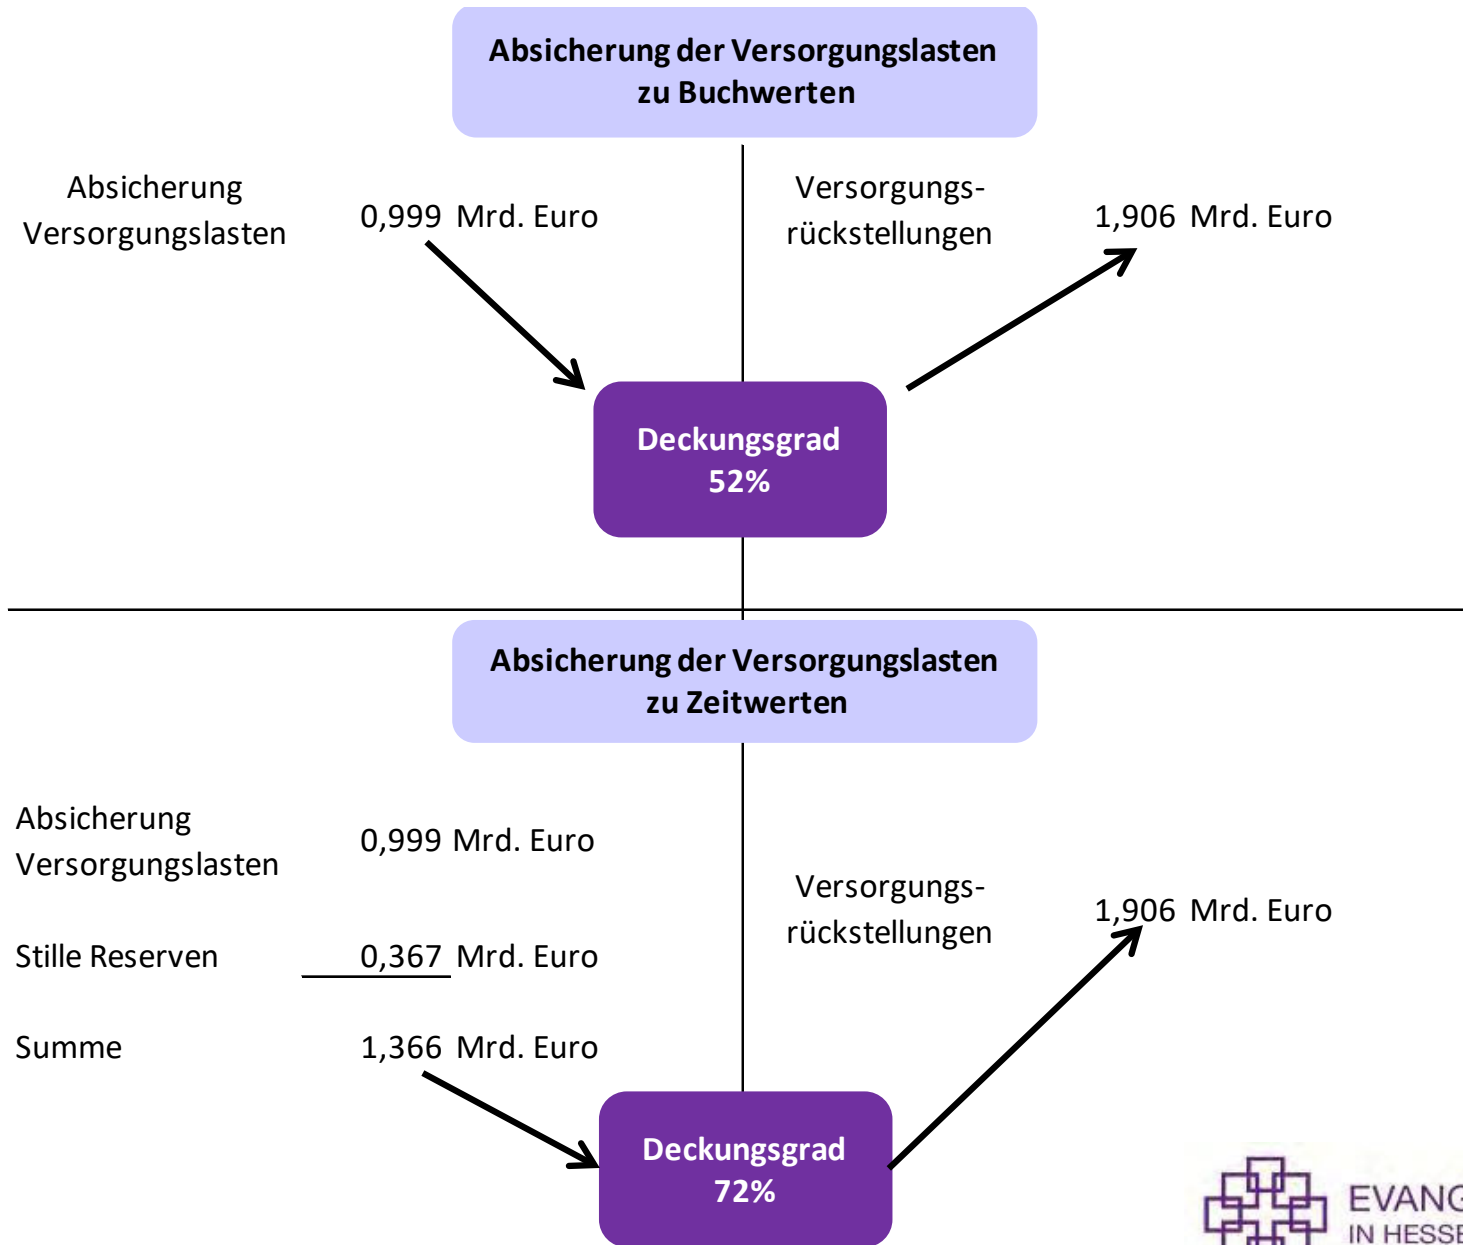 Absicherung der Versorgungslasten
zu Buchwerten
Absicherung
Versorgungslasten
0,999 Mrd. Euro
Versorgungs-
rückstellungen
1,906 Mrd. Euro
Deckungsgrad
52%
Absicherung der Versorgungslasten
zu Zeitwerten
Absicherung
Versorgungslasten
0,999 Mrd. Euro
Stille Reserven 0,367 Mrd. Euro
Summe 1,366 Mrd. Euro
Versorgungs-
rückstellungen
1,906 Mrd. Euro
Deckungsgrad
72%
EVANG
IN HESSE